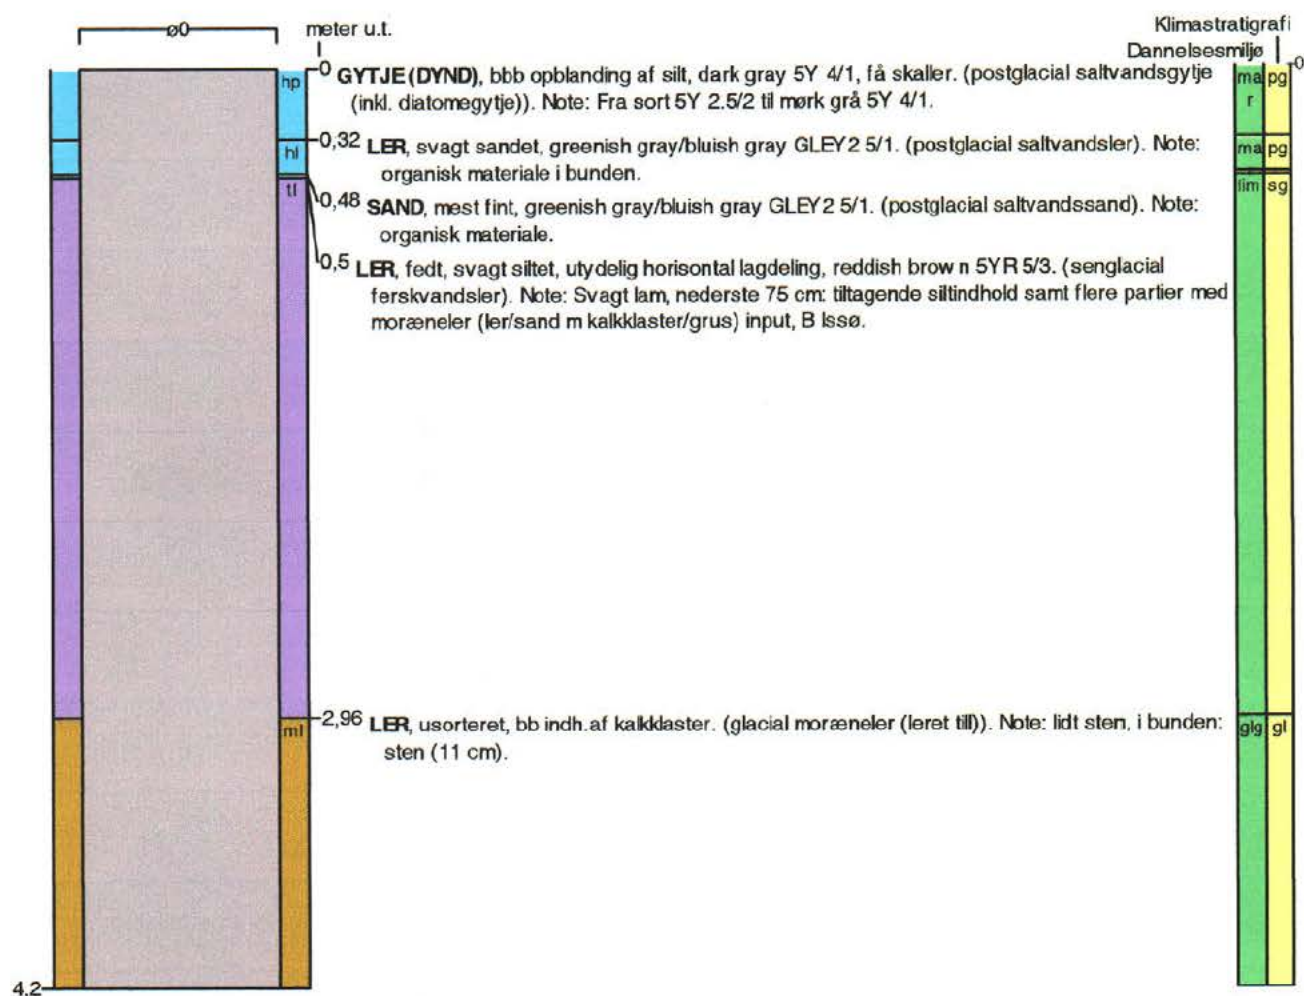 ø0
meter u.t.
Klimastratigrafi
Dannelsesmiljø
0
hp
0 GYTJE (DYND), bbb opblanding af silt, dark gray 5Y 4/1, få skaller. (postglacial saltvandsgytje
(inkl. diatomegytje)). Note: Fra sort 5Y 2.5/2 til mørk grå 5Y 4/1.
ma pg
r
hl
0,32 LER, svagt sandet, greenish gray/bluish gray GLEY2 5/1. (postglacial saltvandsler). Note:
organisk materiale i bunden.
ma pg
tl
0,48 SAND, mest fint, greenish gray/bluish gray GLEY2 5/1. (postglacial saltvandssand). Note:
organisk materiale.
lim sg
0,5 LER, fedt, svagt siltet, utydelig horisontal lagdeling, reddish brown 5YR 5/3. (senglacial
ferskvandsler). Note: Svagt lam, nederste 75 cm: tiltagende siltindhold samt flere partier med
moræneler (ler/sand m kalkklaster/grus) input, B Issø.
ml
2,96 LER, usorteret, bb indh.af kalkklaster. (glacial moræneler (leret till)). Note: lidt sten, i bunden:
sten (11 cm).
glg gl
4.2